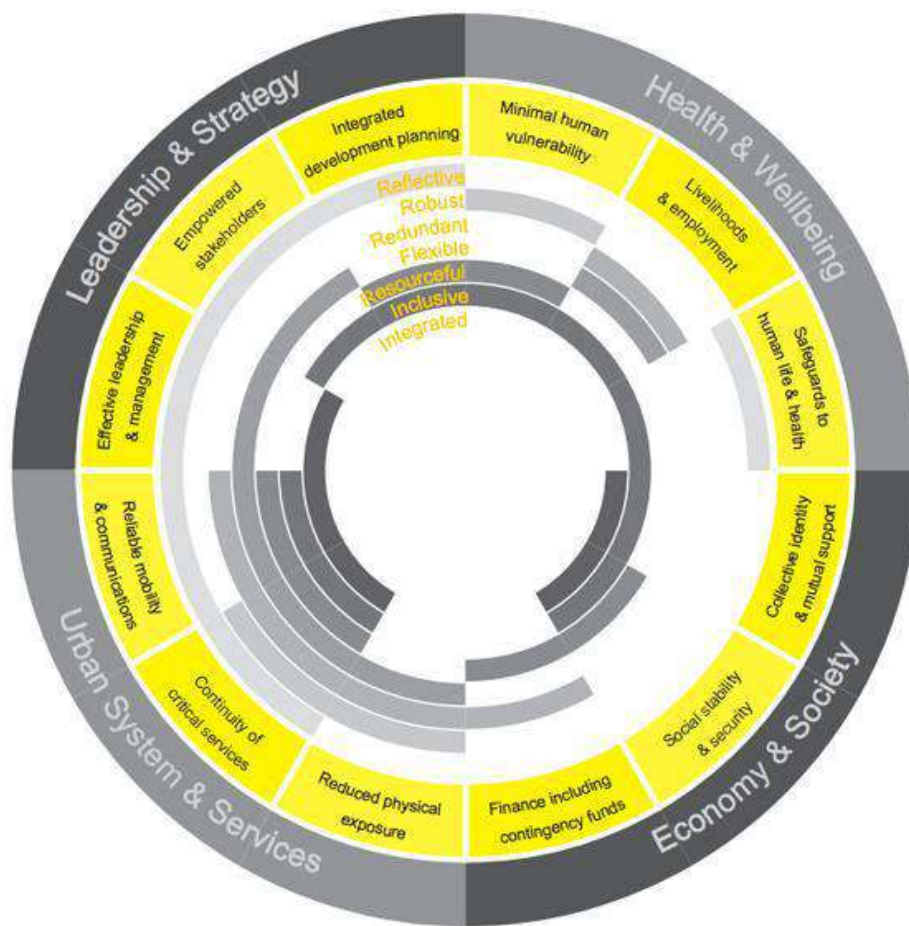 Leadership & Strategy
Health & Wellbeing
Economy & Society
Urban System & Services
Integrated
development planning
Minimal human
vulnerability
Livelihoods
& employment
Safeguards to
human life & health
Collective identity
& mutual support
Social stability
& security
Finance including
contingency funds
Reduced physical
exposure
Continuity of
critical services
Reliable mobility
& communications
Effective leadership
& management
Empowered
stakeholders
Reflective
Robust
Redundant
Flexible
Resourceful
Inclusive
Integrated